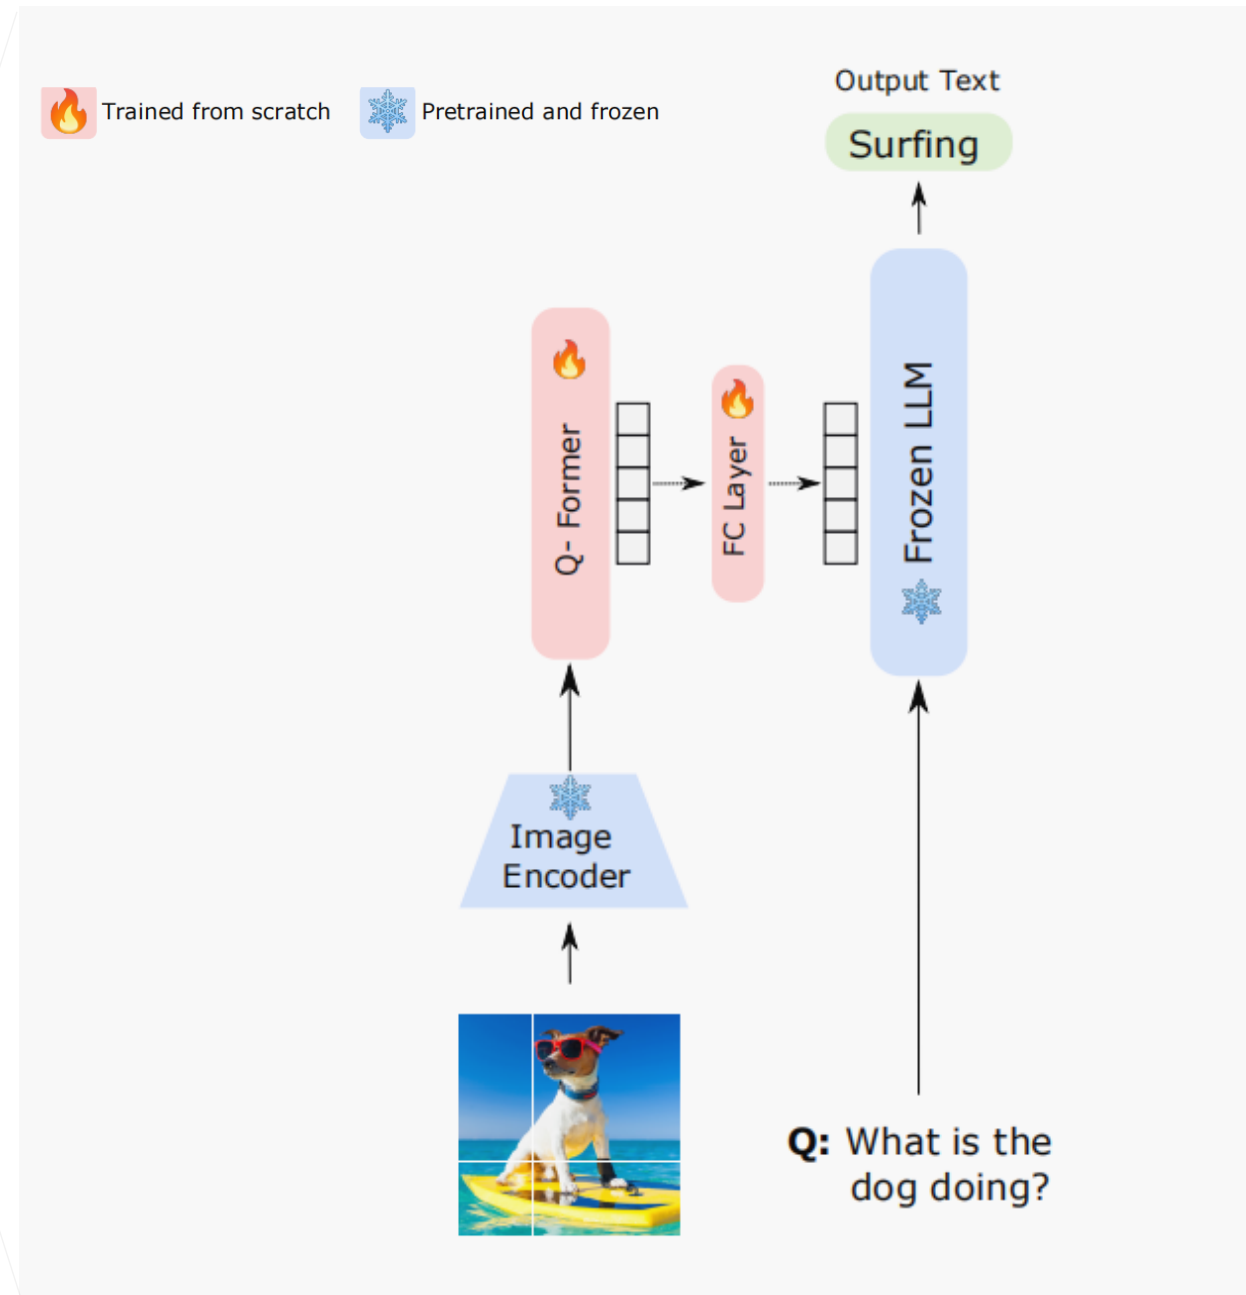 Output Text
Trained from scratch
Pretrained and frozen
Surfing
Q- Former
FC Layer
Frozen LLM
Image
Encoder
Q: What is the
dog doing?